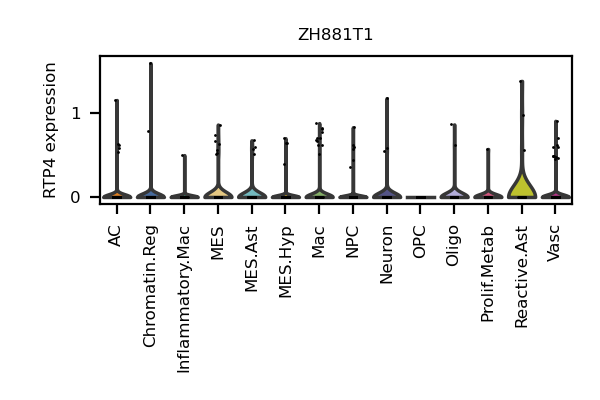 ZH881T1
RTP4 expression
1
0
AC
Chromatin.Reg
Inflammatory.Mac
MES
MES.Ast
MES.Hyp
Mac
NPC
Neuron
OPC
Oligo
Prolif.Metab
Reactive.Ast
Vasc